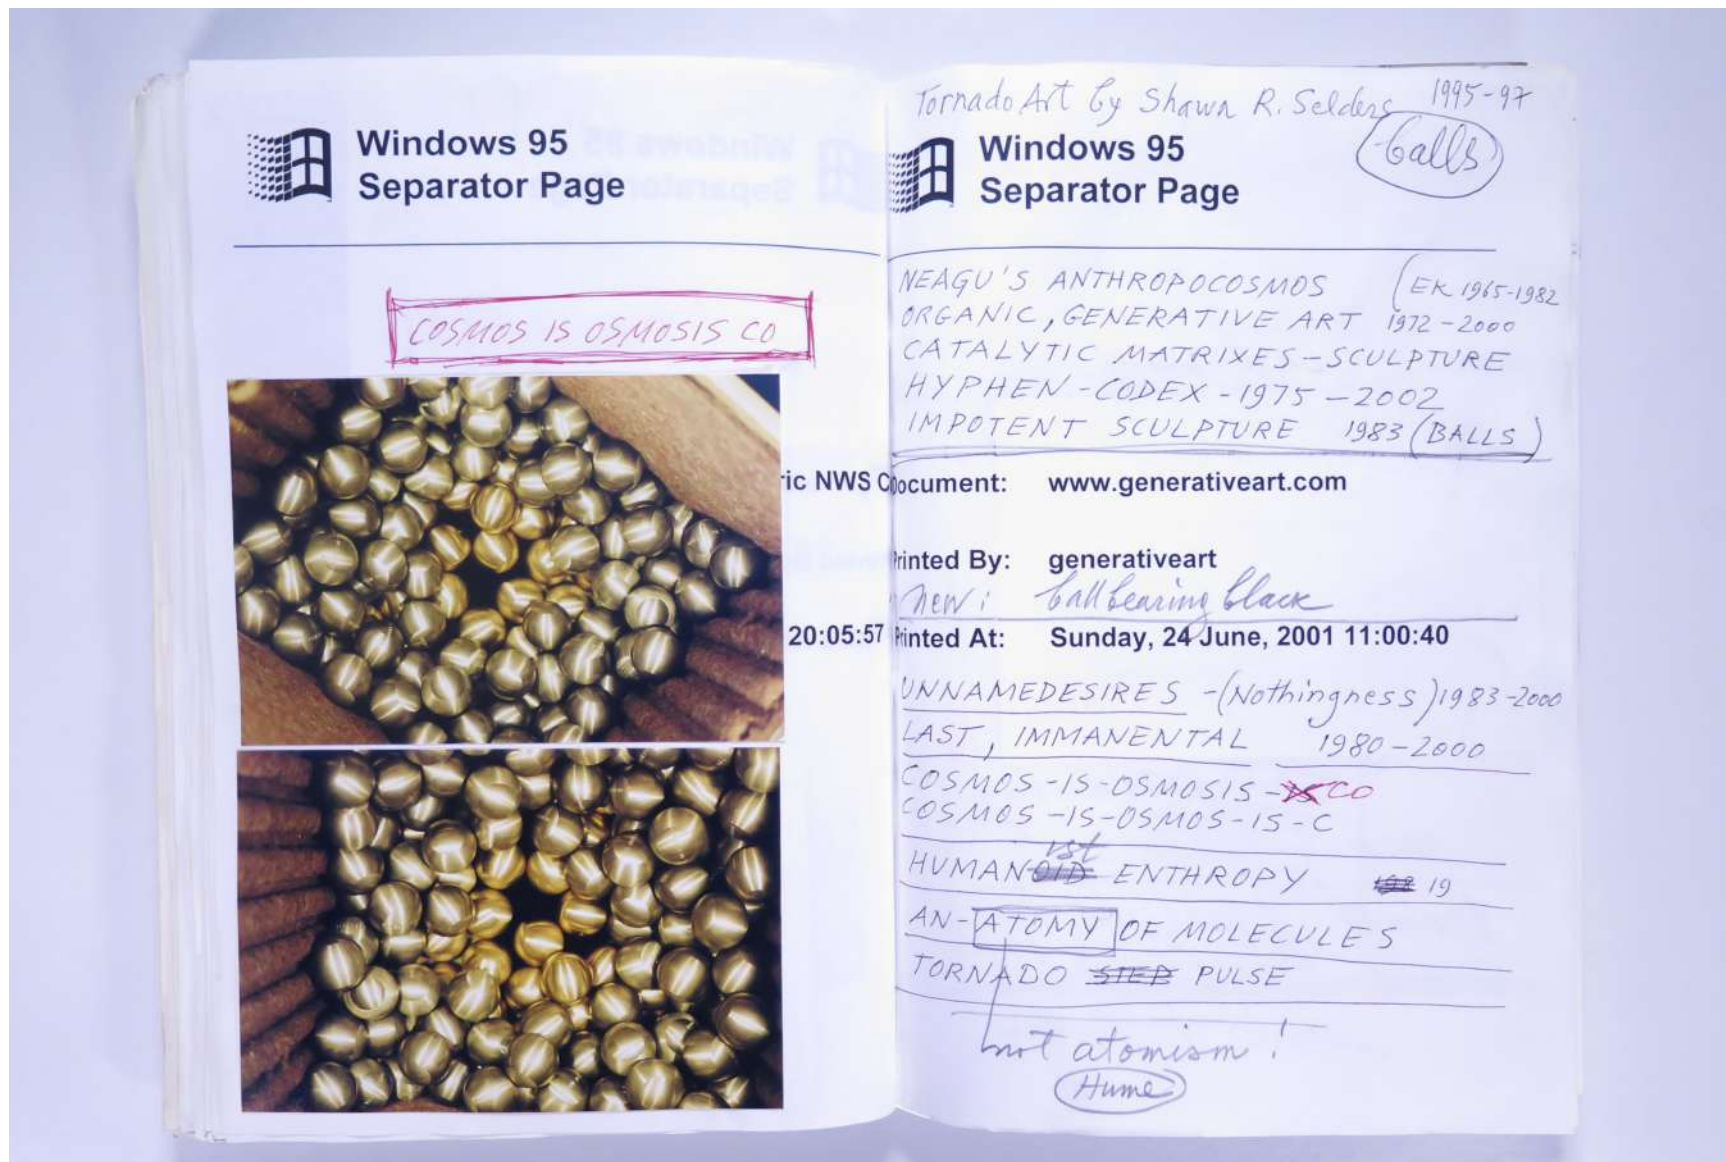 Windows 95
Separator Page
COSMOS IS OSMOSIS CO
ric NWS C
20:05:57
Tornado Art by Shawn R. Selders 1995-97
balls
Windows 95
Separator Page
NEAGU'S ANTHROPOCOSMOS (EK 1965-1982
ORGANIC, GENERATIVE ART 1972-2000
CATALYTIC MATRIXES-SCULPTURE
HYPHEN-CODEX-1975-2002
IMPOTENT SCULPTURE 1983 (BALLS)
Document: www.generativeart.com
Printed By: generativeart
new: ball bearing black
Printed At: Sunday, 24 June, 2001 11:00:40
UNNAMEDESIRES -(Nothingness) 1983-2000
LAST, IMMANENTAL 1980-2000
COSMOS-IS-OSMOSIS-CO
COSMOS-IS-OSMOS-IS-C
HUMANist ENTHROPY 19
AN-ATOMY OF MOLECULES
TORNADO STEP PULSE
not atomism!
Hume